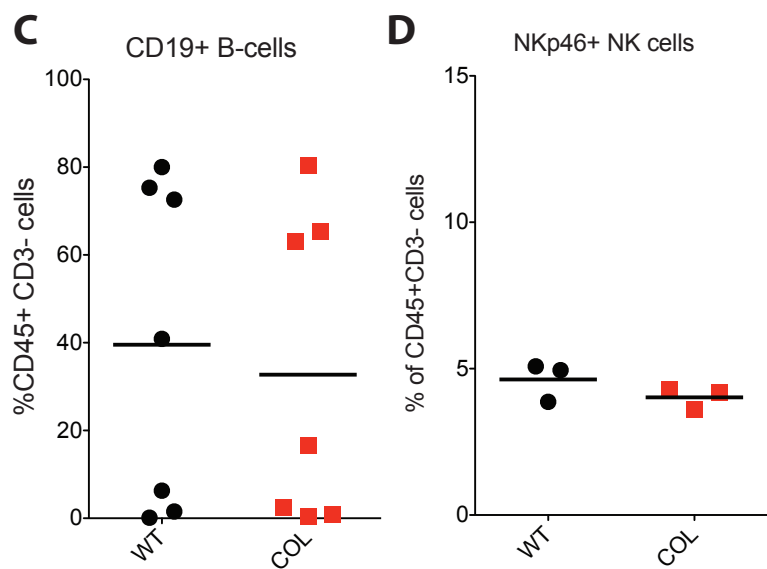 C
CD19+ B-cells
%CD45+ CD3- cells
100
80
60
40
20
0
WT
COL
D
NKp46+ NK cells
% of CD45+CD3- cells
15
10
5
0
WT
COL